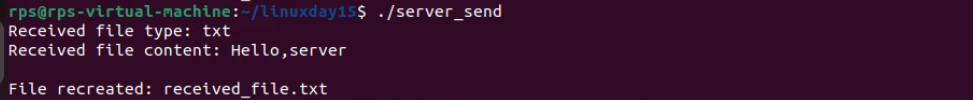 rps@rps-virtual-machine:~/linuxday15$ ./server_send
Received file type: txt
Received file content: Hello,server
File recreated: received_file.txt